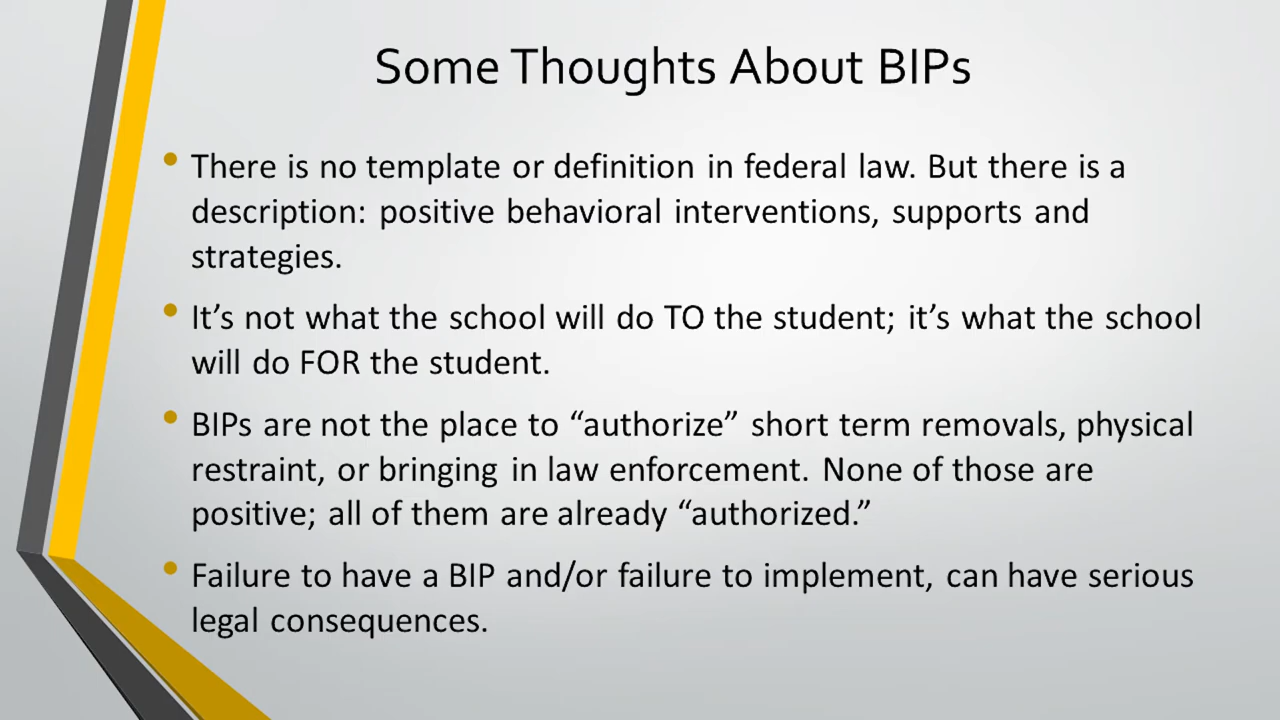 Some Thoughts About BIPs
• There is no template or definition in federal law. But there is a
description: positive behavioral interventions, supports and
strategies.
• It’s not what the school will do TO the student; it’s what the school
will do FOR the student.
• BIPs are not the place to “authorize” short term removals, physical
restraint, or bringing in law enforcement. None of those are
positive; all of them are already “authorized.”
• Failure to have a BIP and/or failure to implement, can have serious
legal consequences.